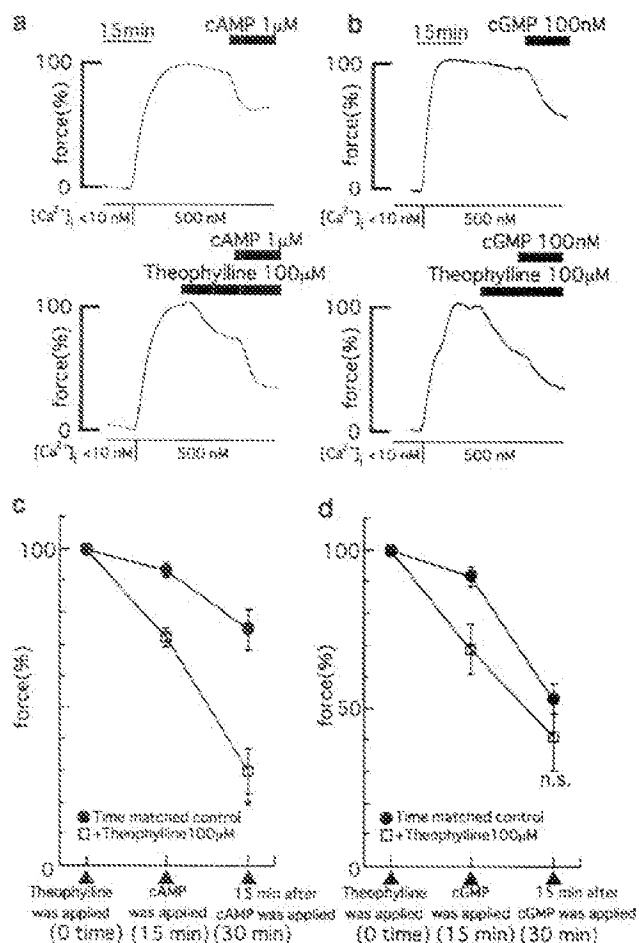 a
15min
cAMP 1μM
100
force(%)
0
[Ca²⁺]i <10 nM
500 nM
b
15min
cGMP 100nM
100
force(%)
0
[Ca²⁺]i <10 nM
500 nM
cAMP 1μM
Theophylline 100μM
100
force(%)
0
[Ca²⁺]i <10 nM
500 nM
cGMP 100nM
Theophylline 100μM
100
force(%)
0
[Ca²⁺]i <10 nM
500 nM
c
100
force(%)
0
*
Time matched control
+Theophylline100μM
Theophylline
was applied
(0 time)
cAMP
was applied
(15 min)
15 min after
cAMP was applied
(30 min)
d
100
50
force(%)
0
n.s.
Time matched control
+Theophylline100μM
Theophylline
was applied
(0 time)
cGMP
was applied
(15 min)
15 min after
cGMP was applied
(30 min)